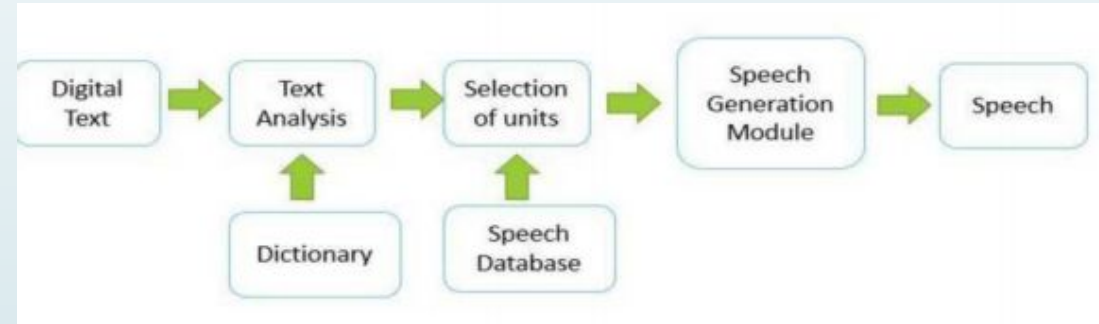 Digital
Text
Text
Analysis
Selection
of units
Speech
Generation
Module
Speech
Dictionary
Speech
Database